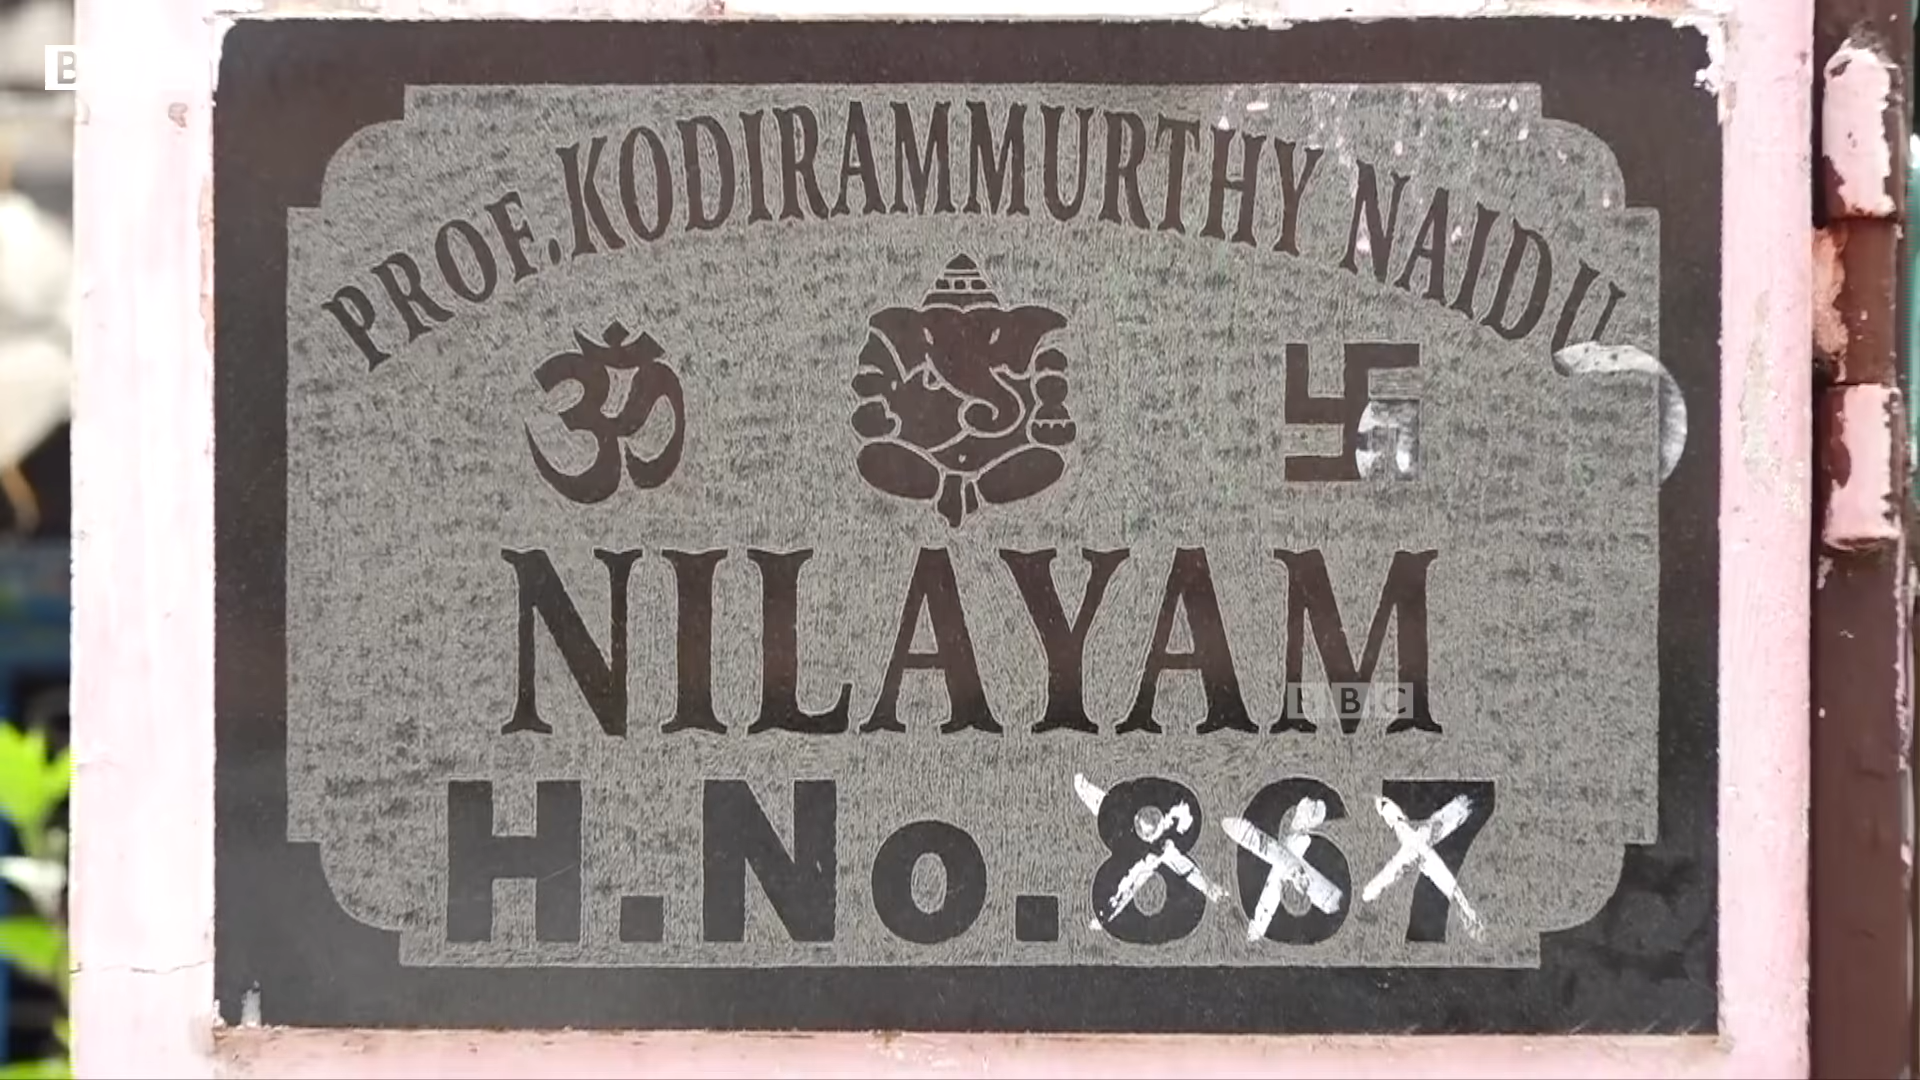 PROF. KODIRAMMURTHY NAIDU
ॐ
NILAYAM
BBC
H.No.867